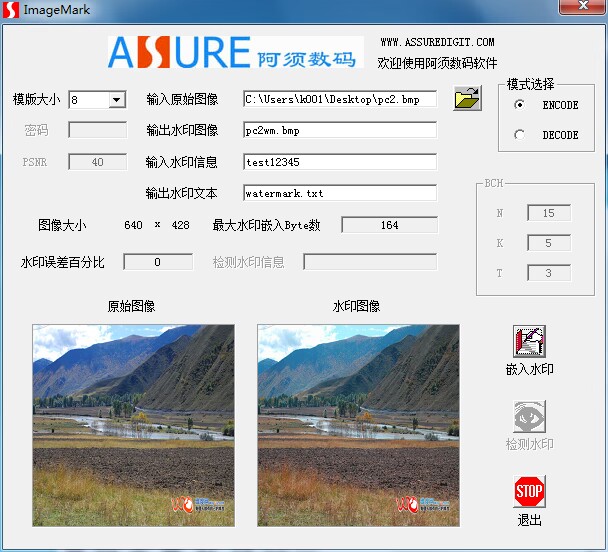 ImageMark
ASSURE 阿须数码
WWW.ASSUREDIGIT.COM
欢迎使用阿须数码软件
模版大小 8
输入原始图像 C:\Users\k001\Desktop\pc2.bmp
模式选择
ENCODE
DECODE
密码
输出水印图像 pc2wm.bmp
PSNR 40
输入水印信息 test12345
输出水印文本 watermark.txt
BCH
N 15
K 5
T 3
图像大小 640 x 428
最大水印嵌入Byte数 164
水印误差百分比 0
检测水印信息
原始图像
水印图像
嵌入水印
检测水印
STOP
退出